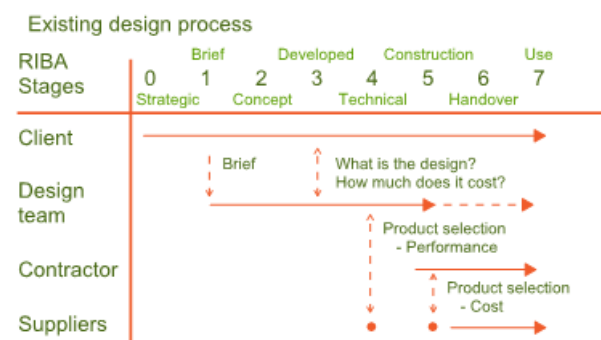 Existing design process
Brief Developed Construction Use
RIBA
Stages
0 1 2 3 4 5 6 7
Strategic Concept Technical Handover
Client
Brief
What is the design?
How much does it cost?
Design
team
Product selection
- Performance
Contractor
Product selection
- Cost
Suppliers